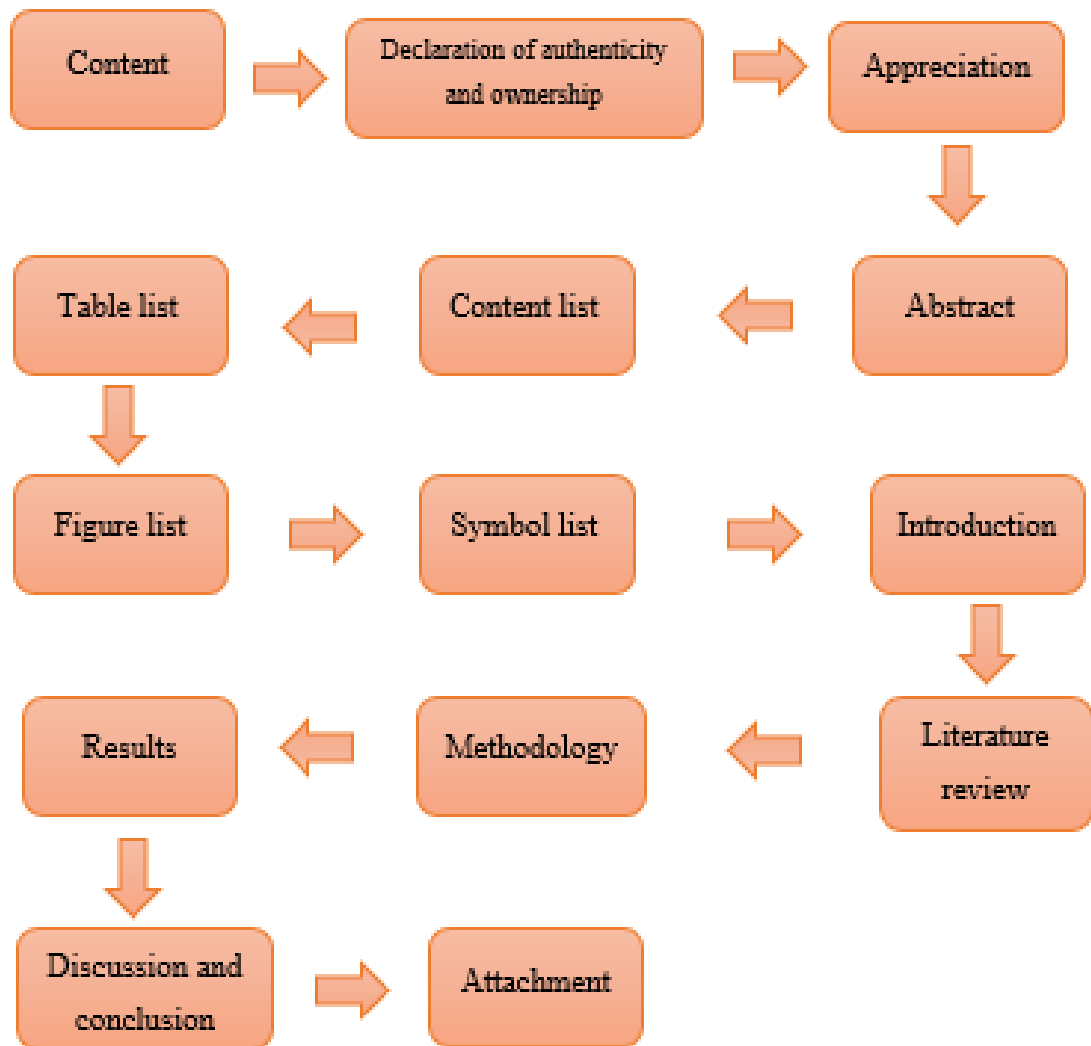 Content
Declaration of authenticity
and ownership
Appreciation
Abstract
Content list
Table list
Figure list
Symbol list
Introduction
Literature
review
Methodology
Results
Discussion and
conclusion
Attachment